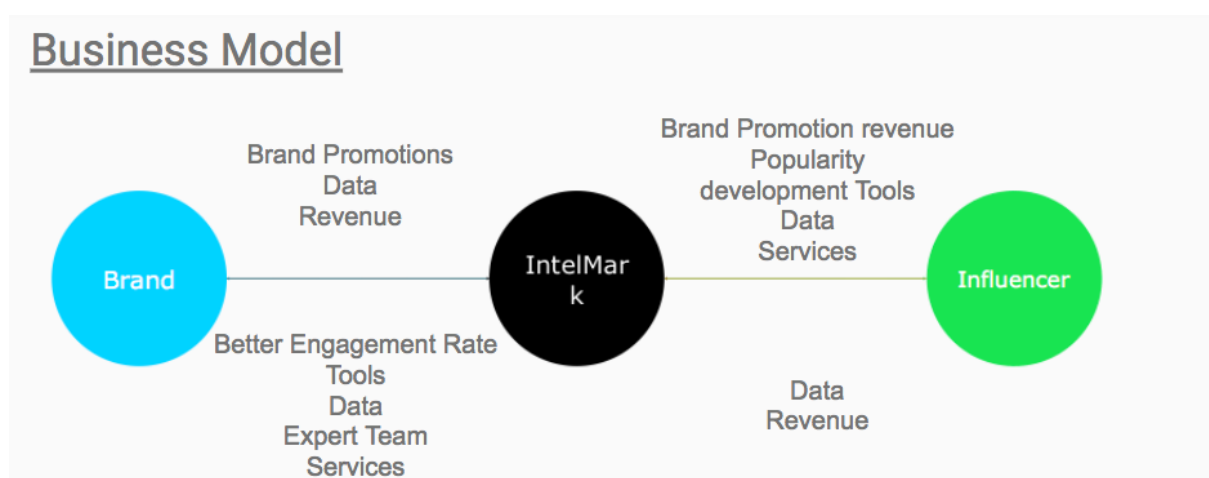 Business Model
Brand Promotions
Data
Revenue
Brand Promotion revenue
Popularity
development Tools
Data
Services
Brand
IntelMar
k
Influencer
Better Engagement Rate
Tools
Data
Expert Team
Services
Data
Revenue